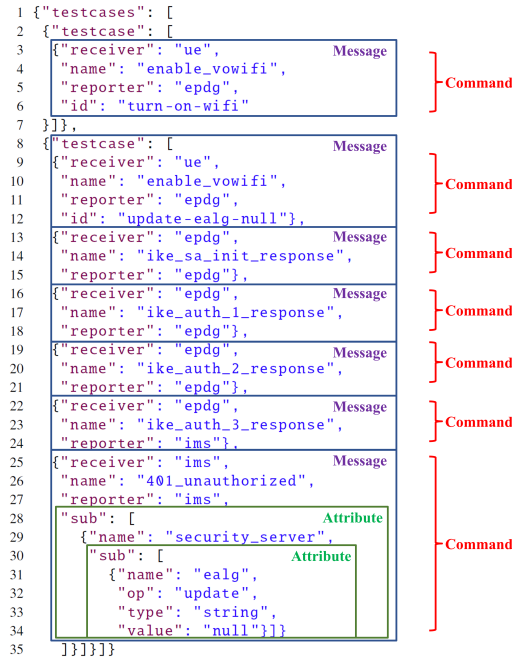 1 {"testcases": [
2 {"testcase": [
3 {"receiver": "ue", Message
4 "name": "enable_vowifi", Command
5 "reporter": "epdg",
6 "id": "turn-on-wifi"
7 }]},
8 {"testcase": [ Message
9 {"receiver": "ue",
10 "name": "enable_vowifi", Command
11 "reporter": "epdg",
12 "id": "update-ealg-null"},
13 {"receiver": "epdg", Message
14 "name": "ike_sa_init_response", Command
15 "reporter": "epdg"},
16 {"receiver": "epdg", Message
17 "name": "ike_auth_1_response", Command
18 "reporter": "epdg"},
19 {"receiver": "epdg", Message
20 "name": "ike_auth_2_response", Command
21 "reporter": "epdg"},
22 {"receiver": "epdg", Message
23 "name": "ike_auth_3_response", Command
24 "reporter": "ims"},
25 {"receiver": "ims", Message
26 "name": "401_unauthorized",
27 "reporter": "ims",
28 "sub": [ Attribute
29 {"name": "security_server", Command
30 "sub": [ Attribute
31 {"name": "ealg",
32 "op": "update",
33 "type": "string",
34 "value": "null"}]}
35 ]}]}]}